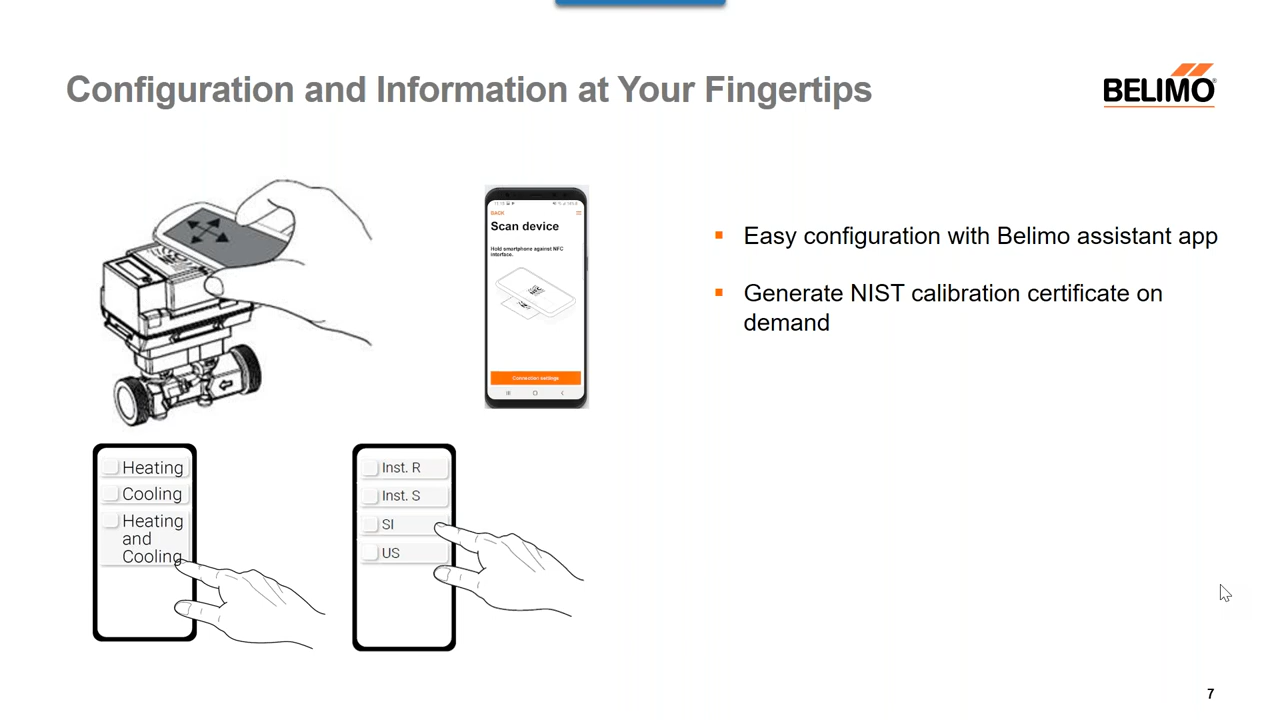 Configuration and Information at Your Fingertips
BELIMO
BACK
Scan device
Hold smartphone against NFC
interface.
Connection settings
Easy configuration with Belimo assistant app
Generate NIST calibration certificate on
demand
Heating
Cooling
Heating
and
Cooling
Inst. R
Inst. S
SI
US
7